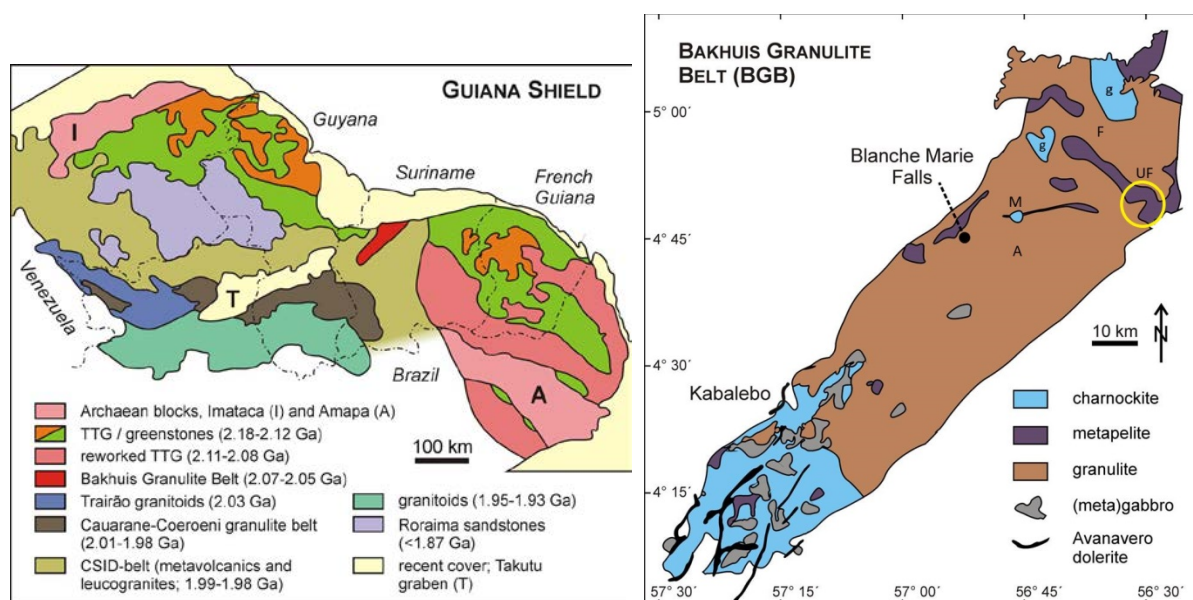 GUIANA SHIELD
I
Guyana
Suriname
French
Guiana
Venezuela
T
Brazil
A
100 km
Archaean blocks, Imataca (I) and Amapa (A)
TTG / greenstones (2.18-2.12 Ga)
reworked TTG (2.11-2.08 Ga)
Bakhuis Granulite Belt (2.07-2.05 Ga)
Trairão granitoids (2.03 Ga)
Cauarane-Coeroeni granulite belt
(2.01-1.98 Ga)
CSID-belt (metavolcanics and
leucogranites; 1.99-1.98 Ga)
granitoids (1.95-1.93 Ga)
Roraima sandstones
(<1.87 Ga)
recent cover; Takutu
graben (T)
BAKHUIS GRANULITE
BELT (BGB)
5° 00'
g
F
g
Blanche Marie
Falls
UF
M
4° 45'
A
10 km
N
4° 30'
Kabalebo
charnockite
metapelite
granulite
4° 15'
(meta)gabbro
Avanavero
dolerite
57° 30' 57° 15' 57° 00' 56° 45' 56° 30'